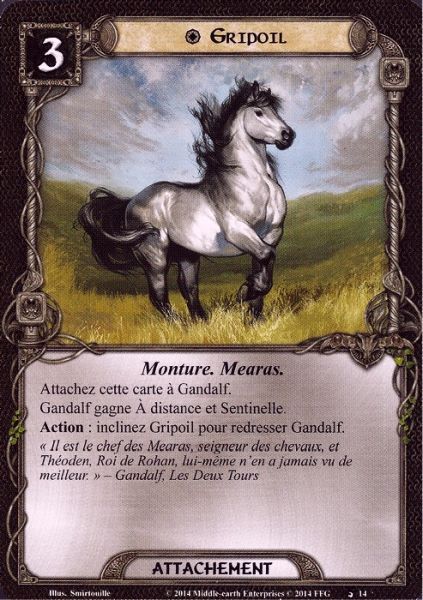 3
Gripoil
Monture. Mearas.
Attachez cette carte à Gandalf.
Gandalf gagne À distance et Sentinelle.
Action : inclinez Gripoil pour redresser Gandalf.
« Il est le chef des Mearas, seigneur des chevaux, et
Théoden, Roi de Rohan, lui-même n'en a jamais vu de
meilleur. » – Gandalf, Les Deux Tours
ATTACHEMENT
Illus. Smirtouille © 2014 Middle-earth Enterprises © 2014 FFG 14